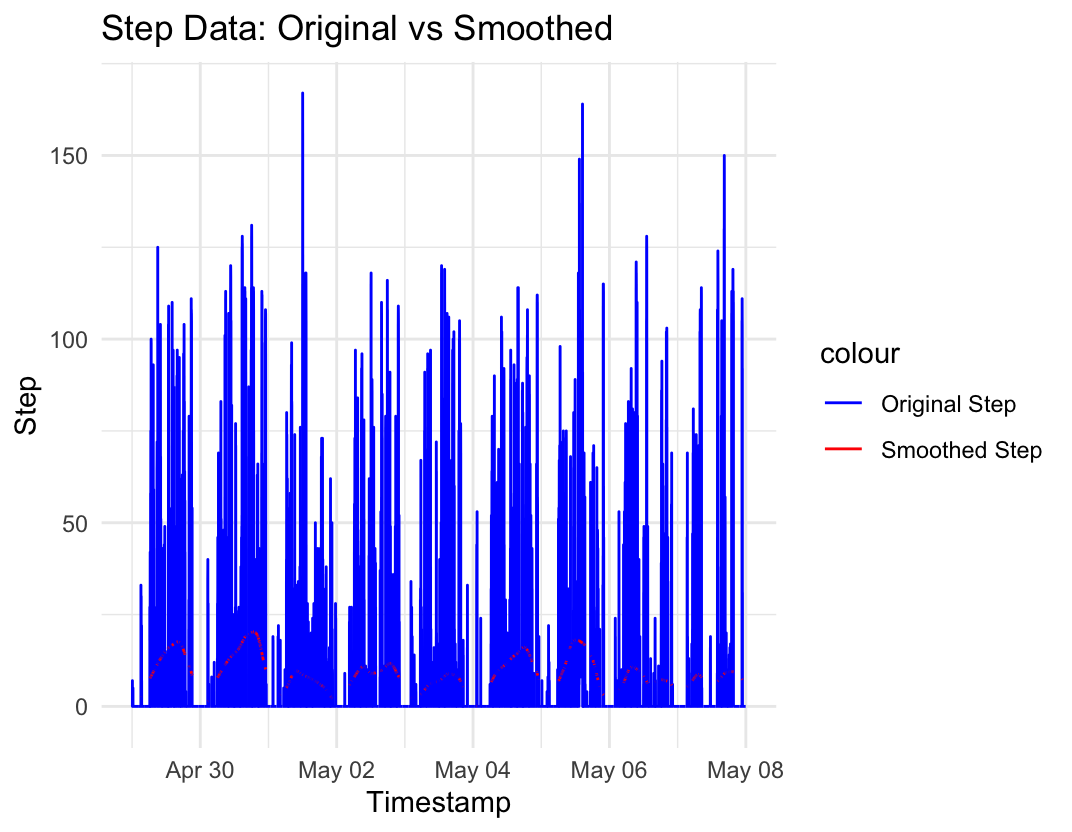 Step Data: Original vs Smoothed
150
100
50
0
Step
Apr 30
May 02
May 04
May 06
May 08
Timestamp
colour
Original Step
Smoothed Step